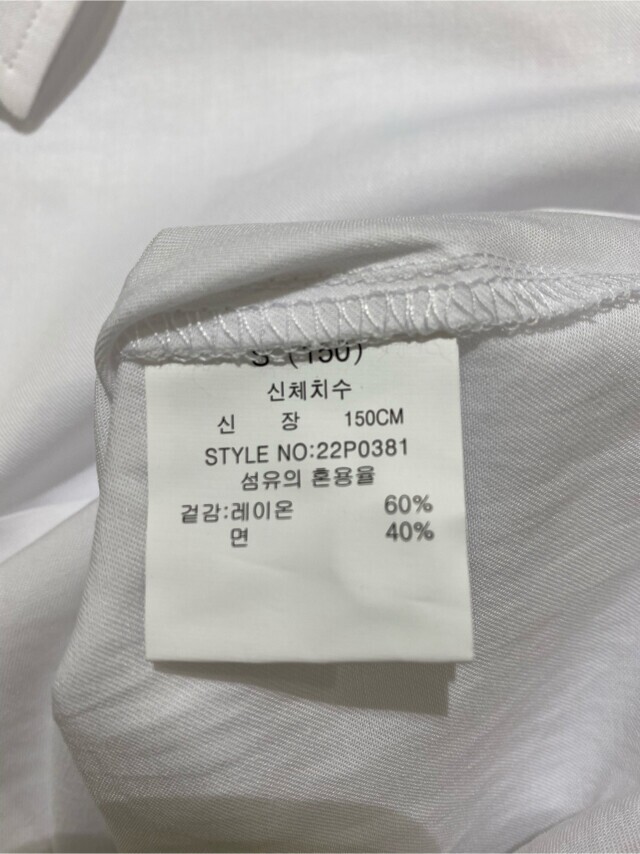 S (150)
신체치수
신 장 150CM
STYLE NO:22P0381
섬유의 혼용율
겉감:레이온 60%
면 40%